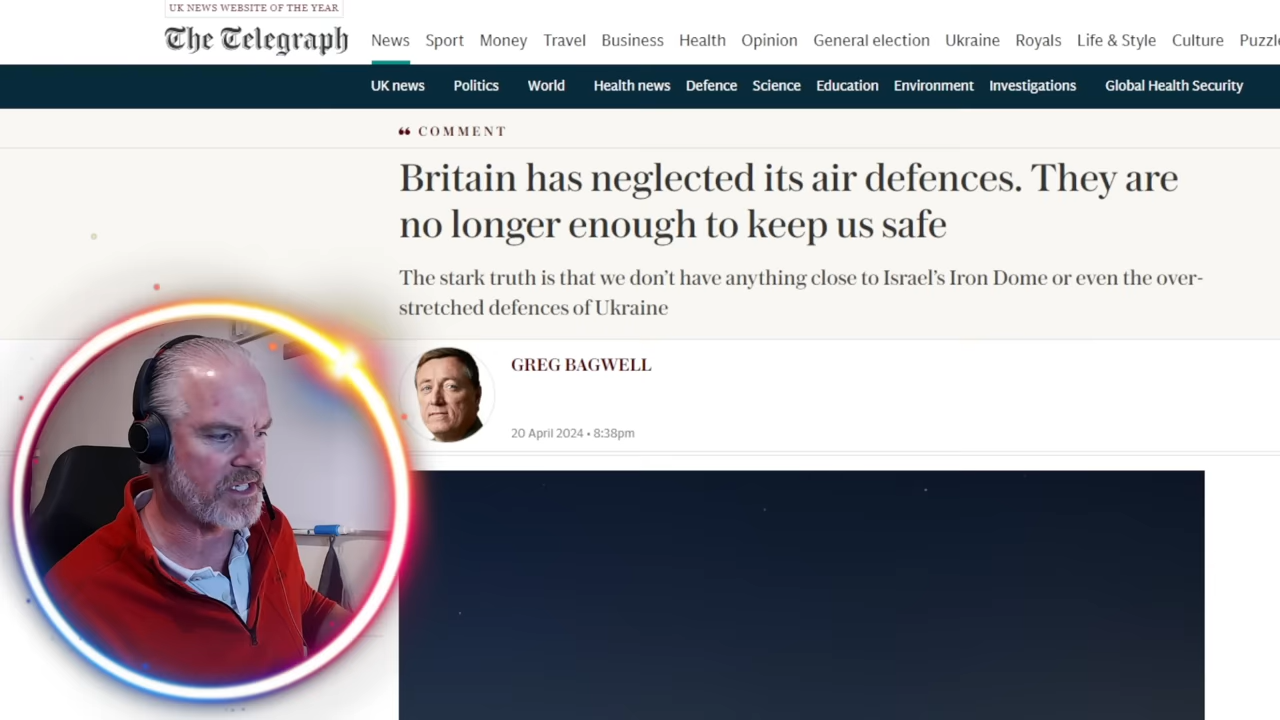 UK NEWS WEBSITE OF THE YEAR
The Telegraph
News Sport Money Travel Business Health Opinion General election Ukraine Royals Life & Style Culture
UK news Politics World Health news Defence Science Education Environment Investigations Global Health Security
COMMENT
Britain has neglected its air defences. They are
no longer enough to keep us safe
The stark truth is that we don't have anything close to Israel's Iron Dome or even the over-
stretched defences of Ukraine
GREG BAGWELL
20 April 2024 • 8:38pm